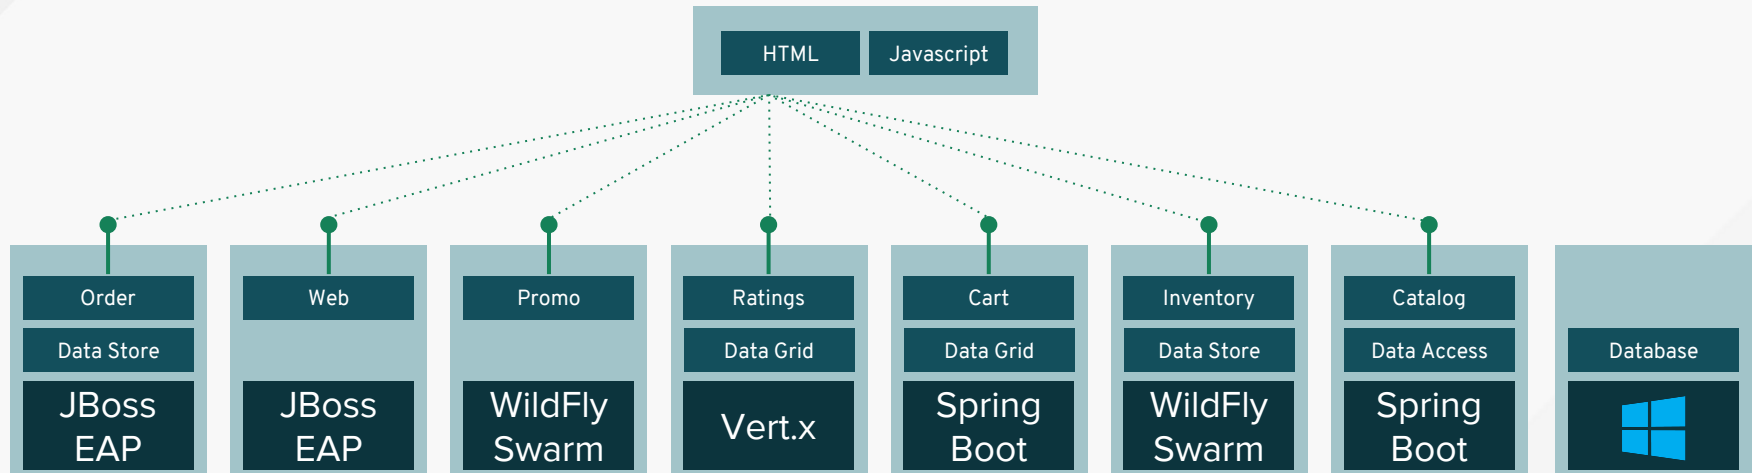 HTML Javascript
Order Web Promo Ratings Cart Inventory Catalog
Data Store Data Grid Data Grid Data Store Data Access Database
JBoss JBoss WildFly Vert.x Spring WildFly Spring
EAP EAP Swarm Boot Swarm Boot